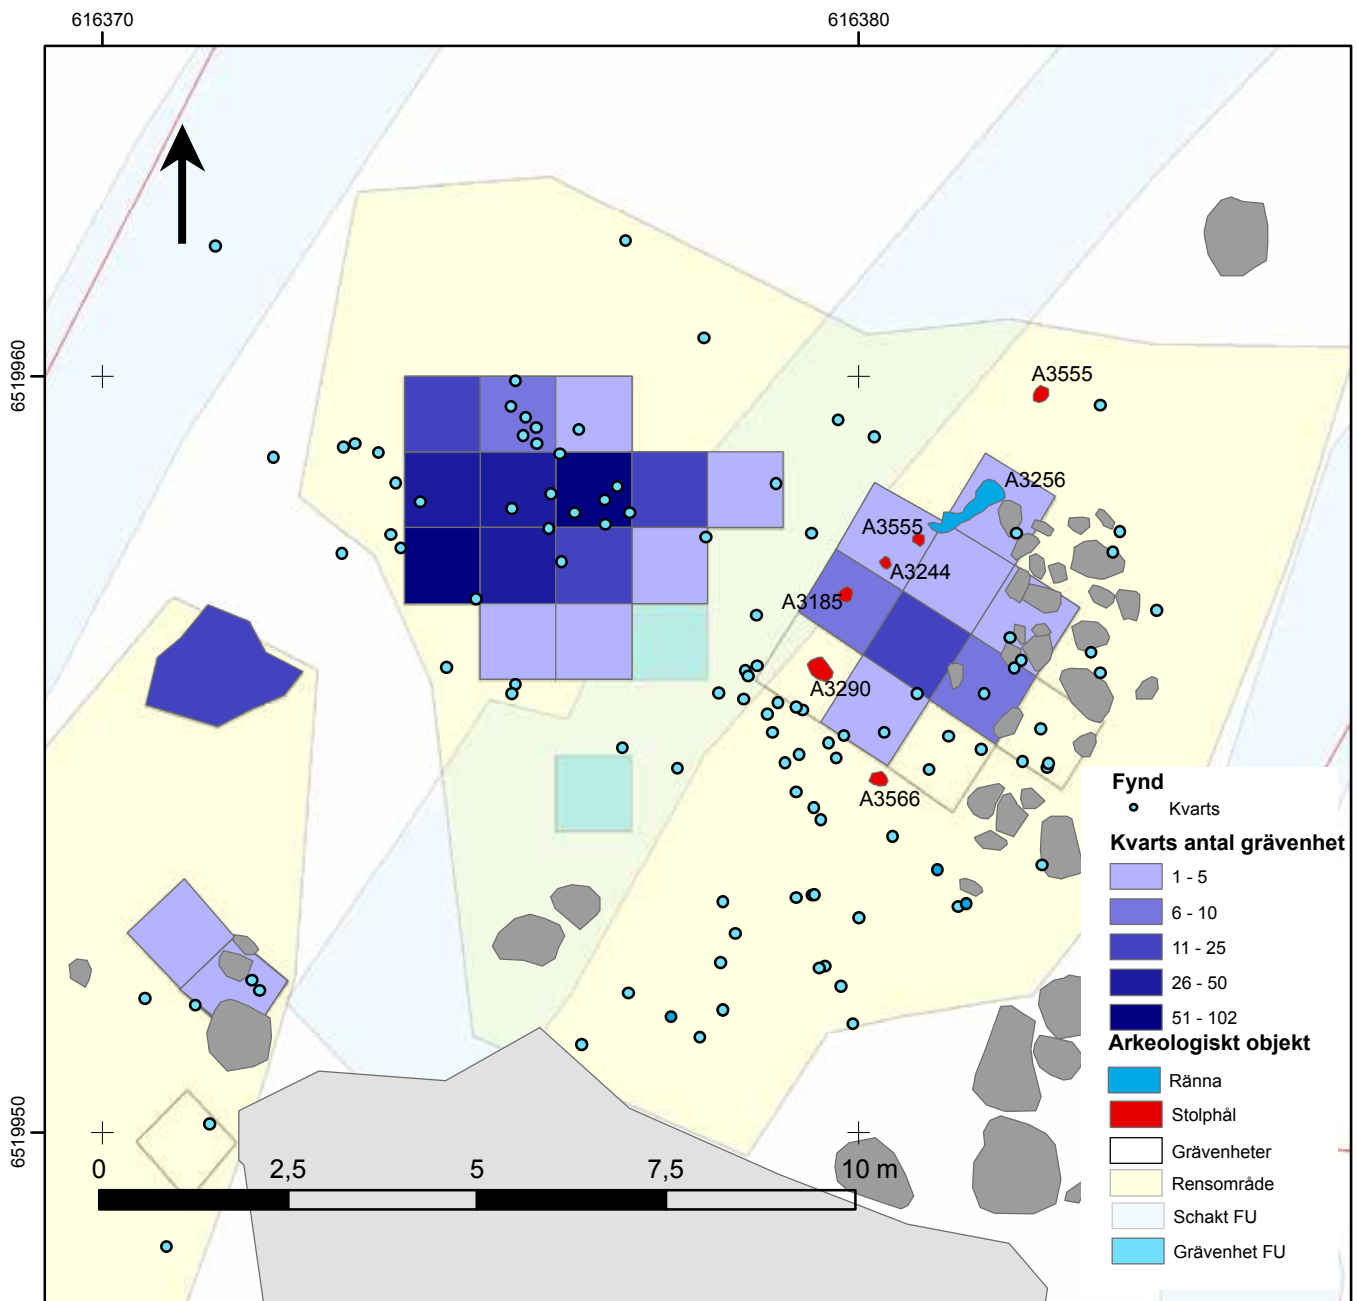 616370
616380
6519960
6519950
A3555
A3256
A3555
A3244
A3185
A3290
A3566
Fynd
Kvarts
Kvarts antal grävenhet
1 - 5
6 - 10
11 - 25
26 - 50
51 - 102
Arkeologiskt objekt
Ränna
Stolphål
Grävenheter
Rensområde
Schakt FU
Grävenhet FU
0 2,5 5 7,5 10 m